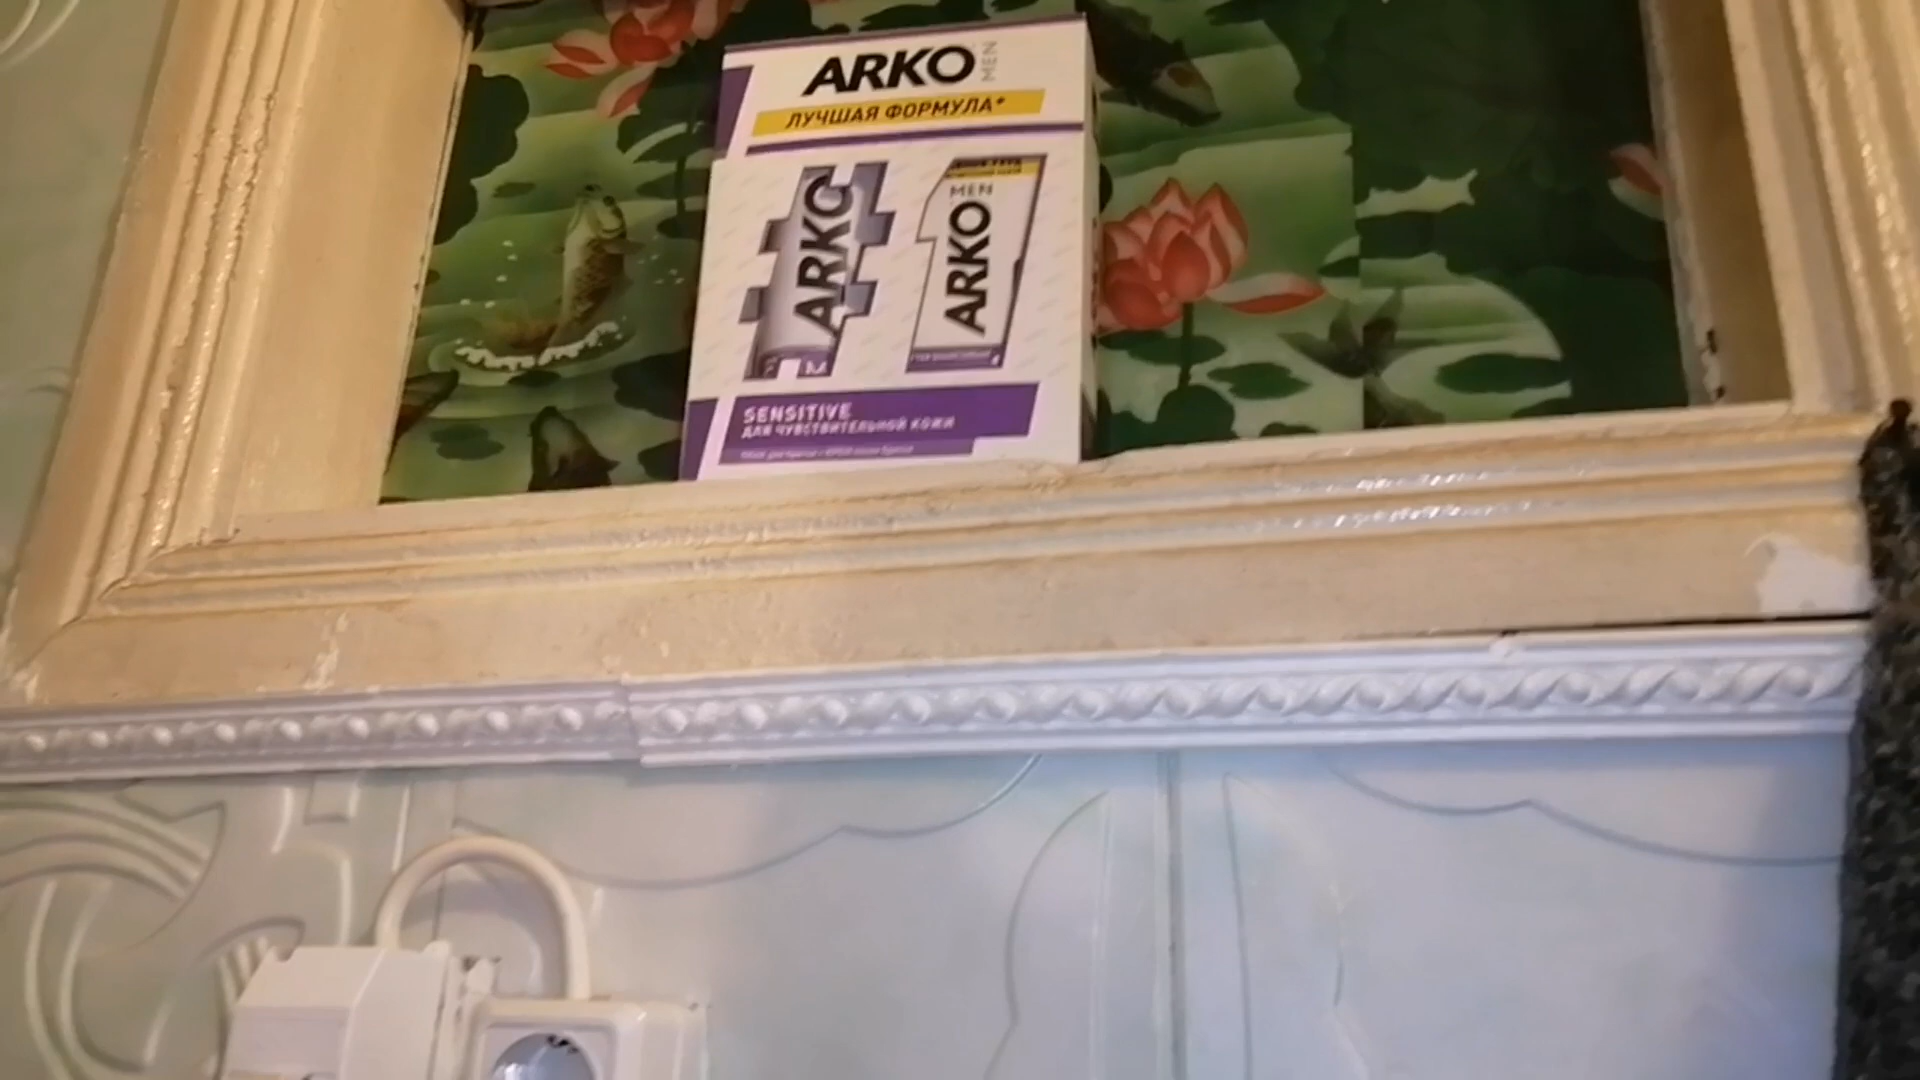 ARKO MEN
ЛУЧШАЯ ФОРМУЛА*
ARKO
MEN
ARKO
SENSITIVE
ДЛЯ ЧУВСТВИТЕЛЬНОЙ КОЖИ